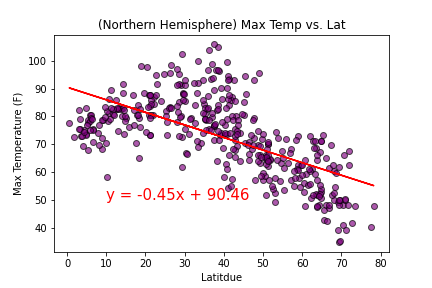 (Northern Hemisphere) Max Temp vs. Lat
100
90
80
70
60
50
40
Max Temperature (F)
y = -0.45x + 90.46
0 10 20 30 40 50 60 70 80
Latitdue